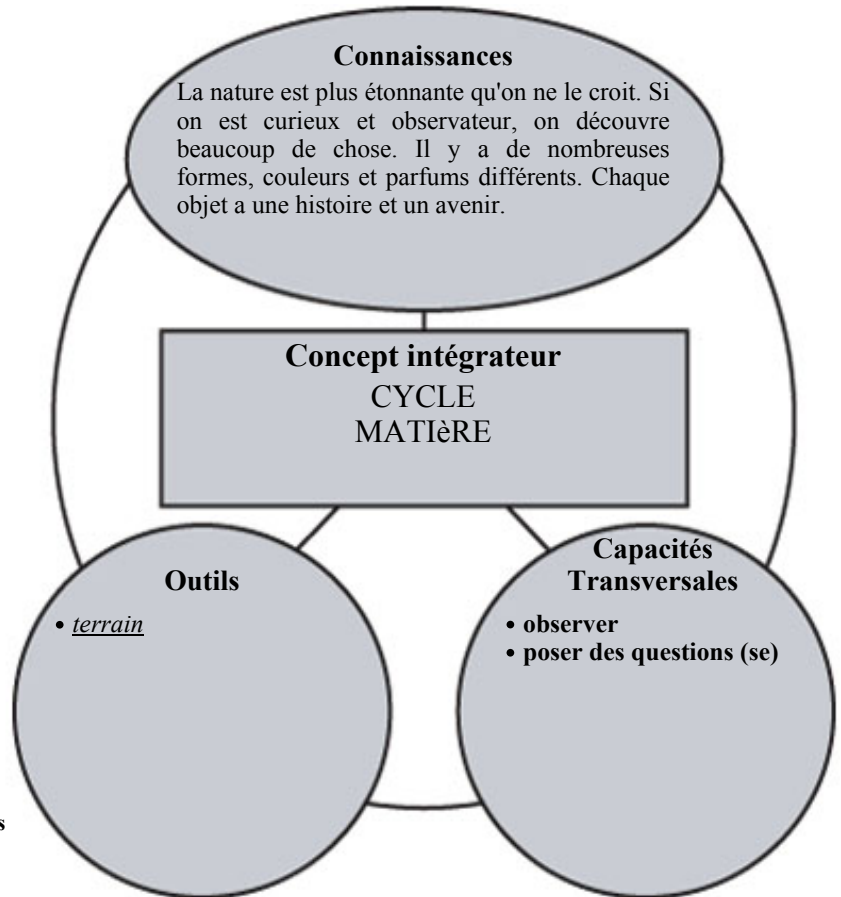 Connaissances
La nature est plus étonnante qu'on ne le croit. Si
on est curieux et observateur, on découvre
beaucoup de chose. Il y a de nombreuses
formes, couleurs et parfums différents. Chaque
objet a une histoire et un avenir.
Concept intégrateur
CYCLE
MATIèRE
Outils
• terrain
Capacités
Transversales
• observer
• poser des questions (se)
s